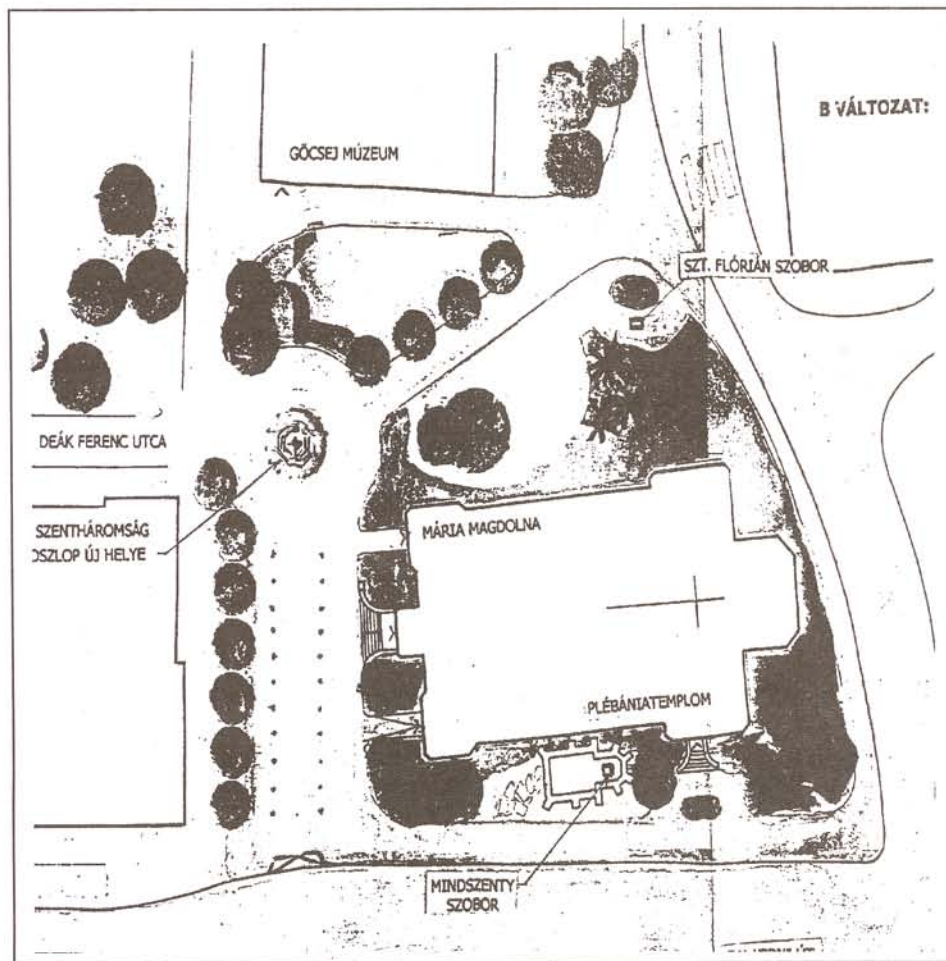 B VÁLTOZAT:
GÖCSEJ MÚZEUM
SZT. FLÓRIÁN SZOBOR
DEÁK FERENC UTCA
SZENTHÁROMSÁG
OSZLOP ÚJ HELYE
MÁRIA MAGDOLNA
PLÉBÁNIATEMPLOM
MINDSZENTY
SZOBOR